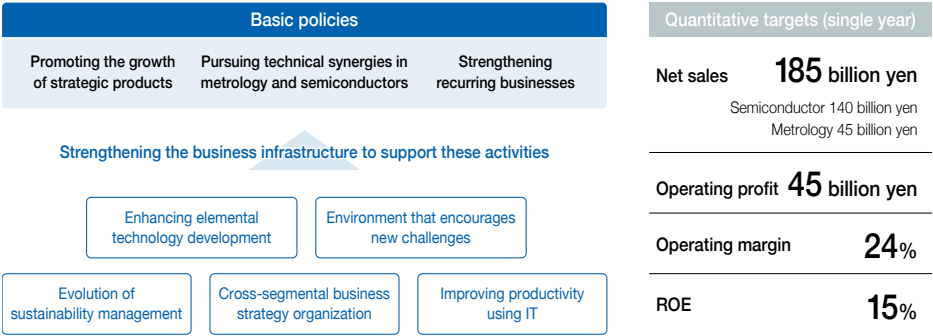 Basic policies
Promoting the growth
of strategic products
Pursuing technical synergies in
metrology and semiconductors
Strengthening
recurring businesses
Strengthening the business infrastructure to support these activities
Enhancing elemental
technology development
Environment that encourages
new challenges
Evolution of
sustainability management
Cross-segmental business
strategy organization
Improving productivity
using IT
Quantitative targets (single year)
Net sales 185 billion yen
Semiconductor 140 billion yen
Metrology 45 billion yen
Operating profit 45 billion yen
Operating margin 24%
ROE 15%